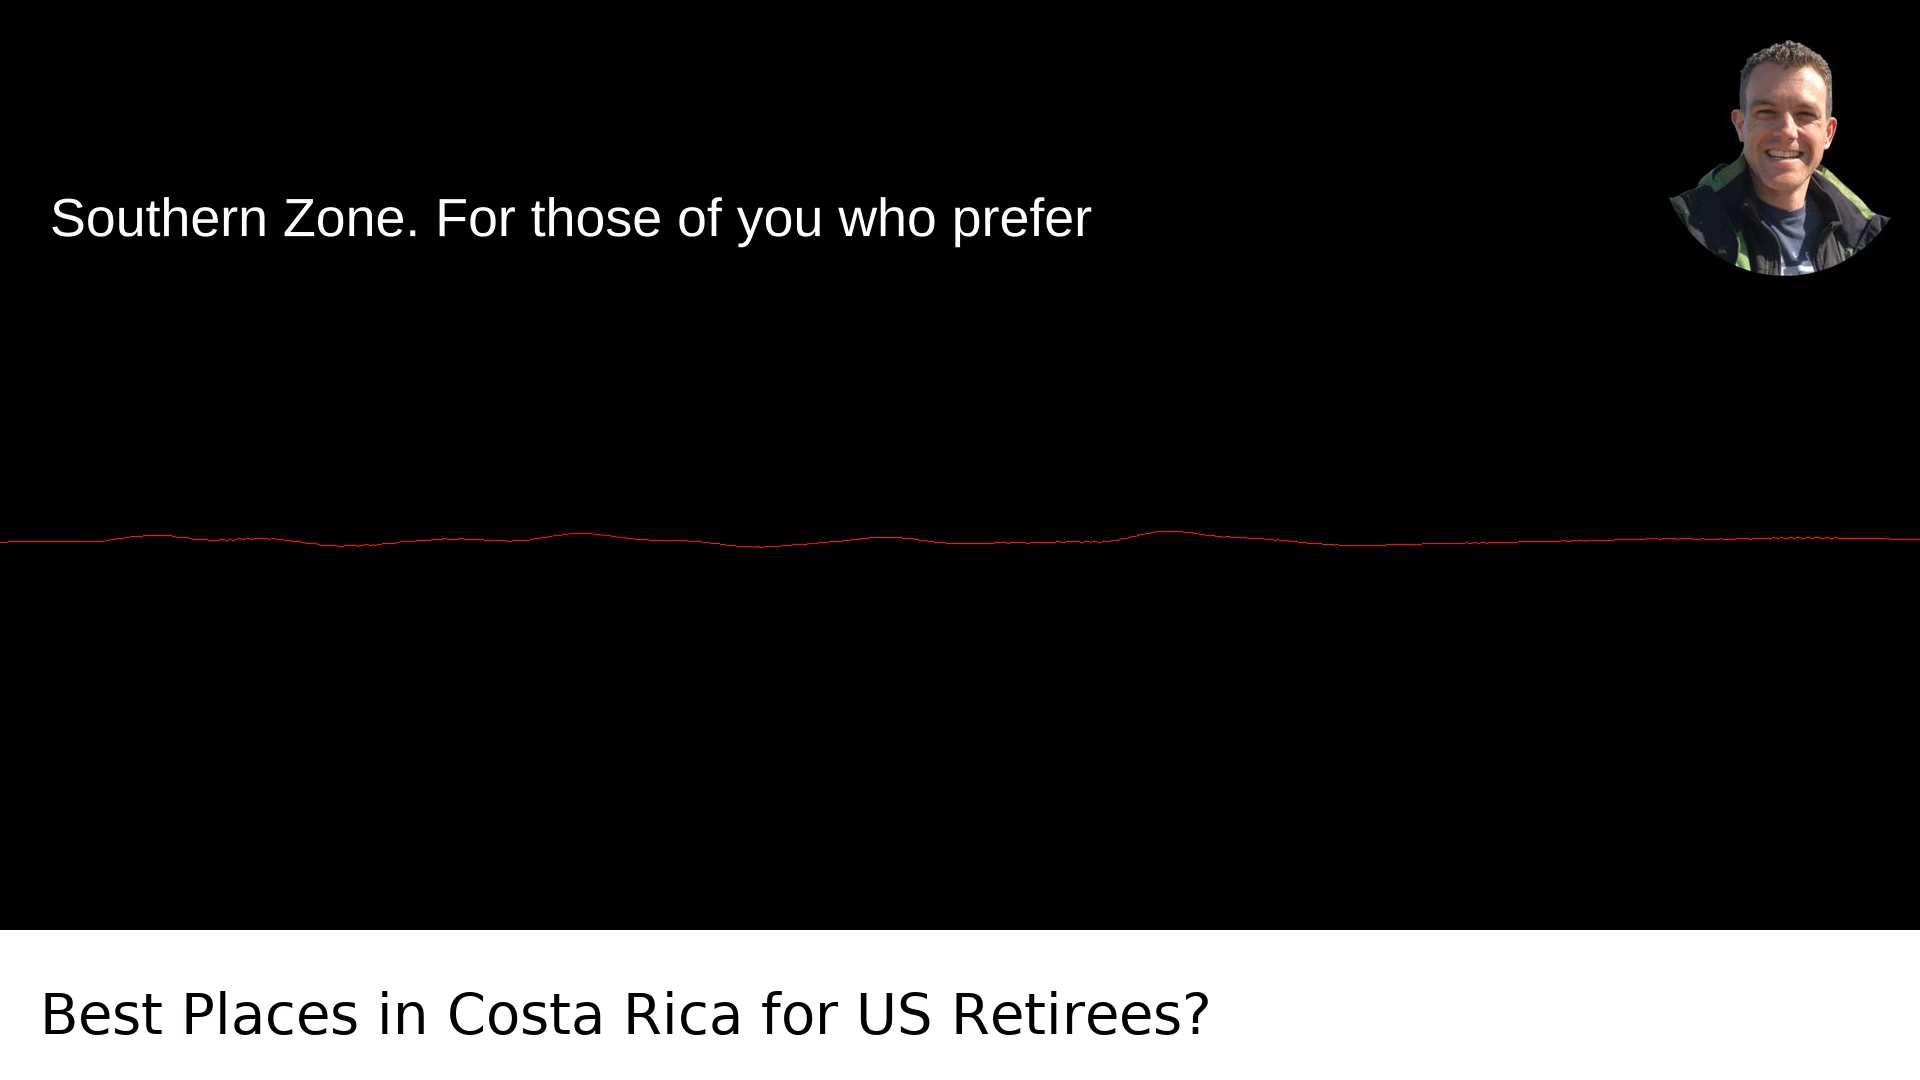 Southern Zone. For those of you who prefer
Best Places in Costa Rica for US Retirees?